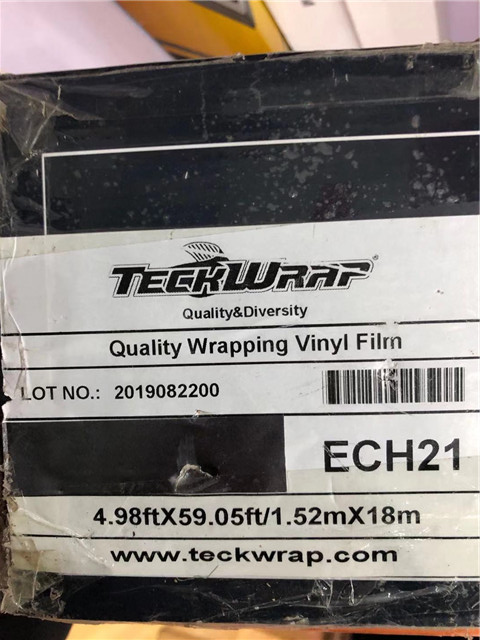 TECKWRAP®
Quality&Diversity
Quality Wrapping Vinyl Film
LOT NO.: 2019082200
ECH21
4.98ftX59.05ft/1.52mX18m
www.teckwrap.com